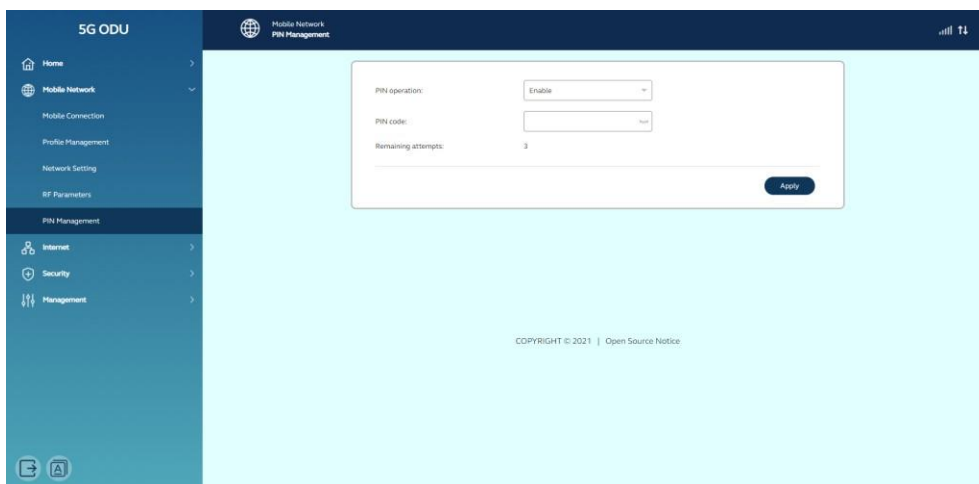 5G ODU
Mobile Network
PIN Management
Home
Mobile Network
Mobile Connection
Profile Management
Network Setting
RF Parameters
PIN Management
Internet
Security
Management
PIN operation:
Enable
PIN code:
Remaining attempts:
3
Apply
COPYRIGHT © 2021 | Open Source Notice
A